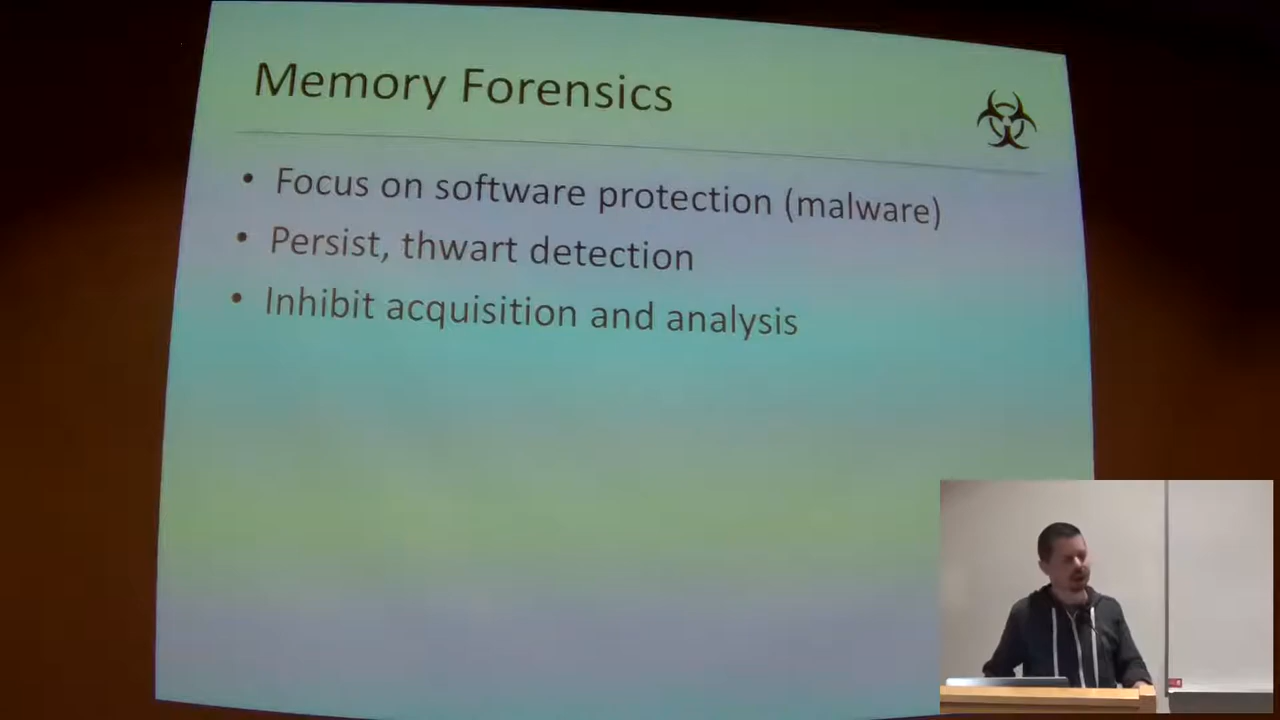 Memory Forensics
• Focus on software protection (malware)
• Persist, thwart detection
• Inhibit acquisition and analysis